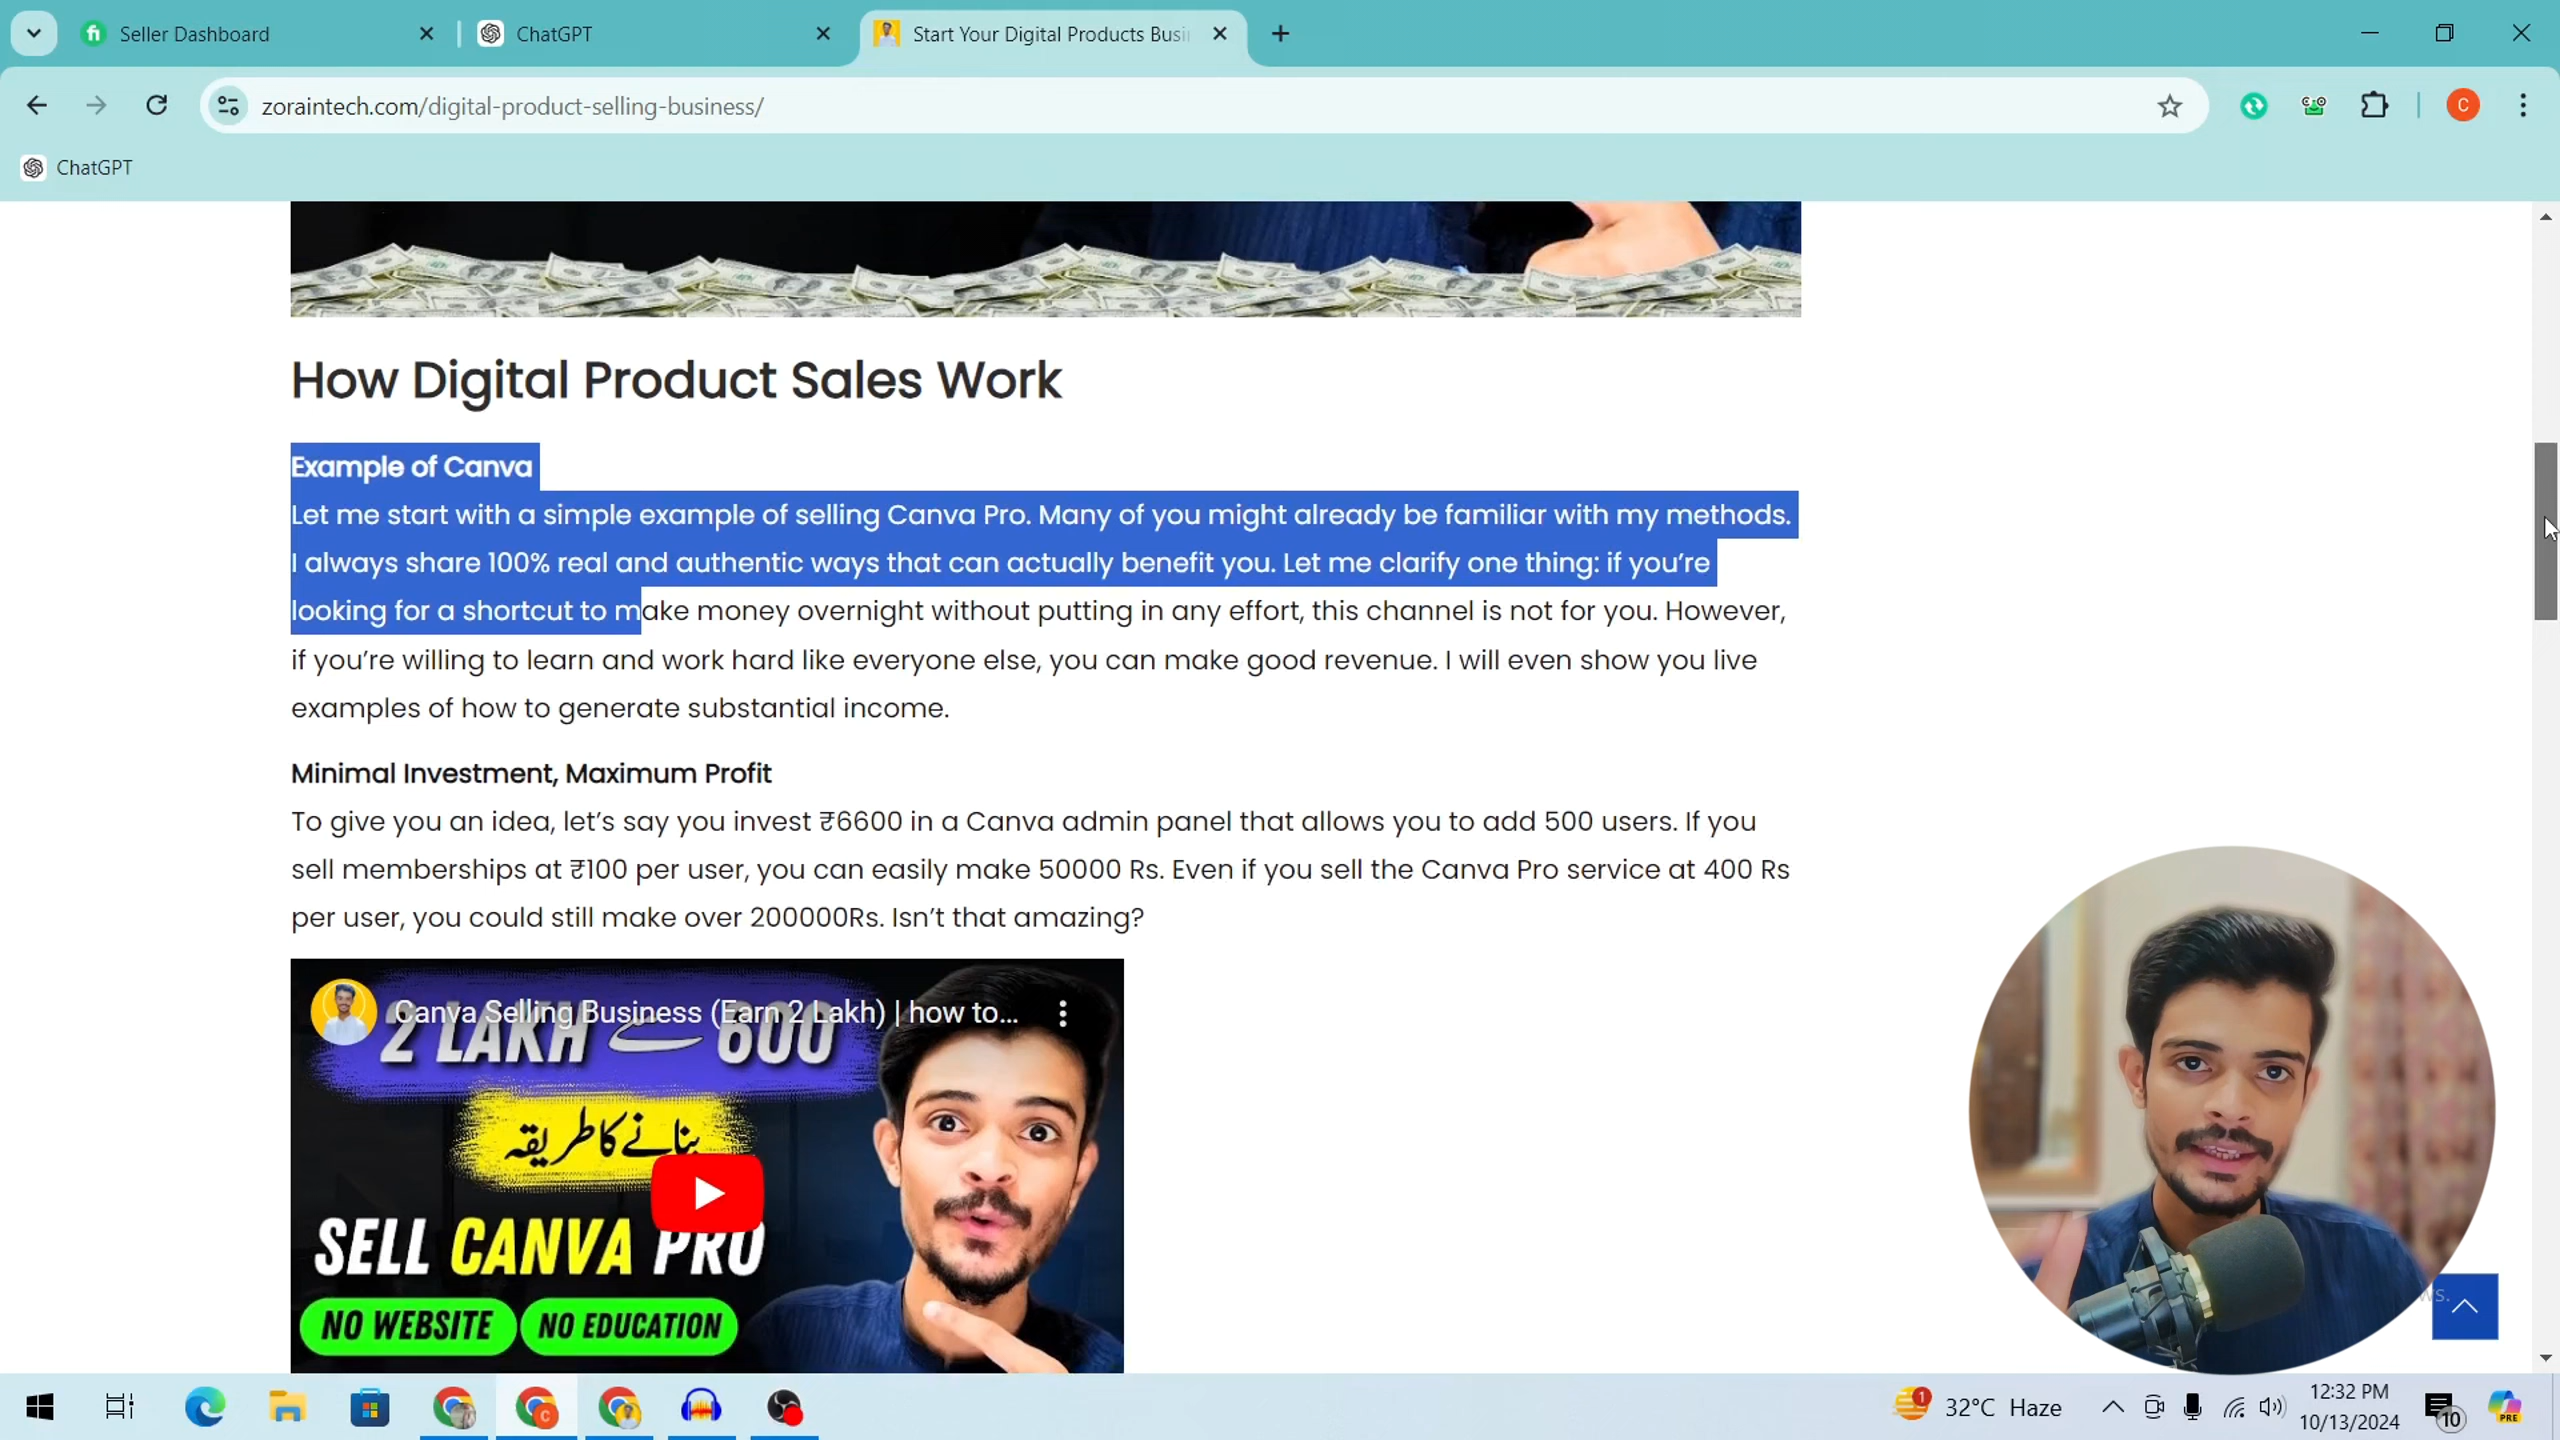 Seller Dashboard
ChatGPT
Start Your Digital Products Busi
zoraintech.com/digital-product-selling-business/
C
ChatGPT
How Digital Product Sales Work
Example of Canva
Let me start with a simple example of selling Canva Pro. Many of you might already be familiar with my methods.
I always share 100% real and authentic ways that can actually benefit you. Let me clarify one thing: if you’re
looking for a shortcut to make money overnight without putting in any effort, this channel is not for you. However,
if you’re willing to learn and work hard like everyone else, you can make good revenue. I will even show you live
examples of how to generate substantial income.
Minimal Investment, Maximum Profit
To give you an idea, let’s say you invest ₹6600 in a Canva admin panel that allows you to add 500 users. If you
sell memberships at ₹100 per user, you can easily make 50000 Rs. Even if you sell the Canva Pro service at 400 Rs
per user, you could still make over 200000Rs. Isn’t that amazing?
Canva Selling Business (Earn 2 Lakh) | how to...
2 LAKH سے 600
بنانے کا طریقہ
SELL CANVA PRO
NO WEBSITE NO EDUCATION
ws.
C
1
32°C Haze
12:32 PM
10/13/2024
10
PRE